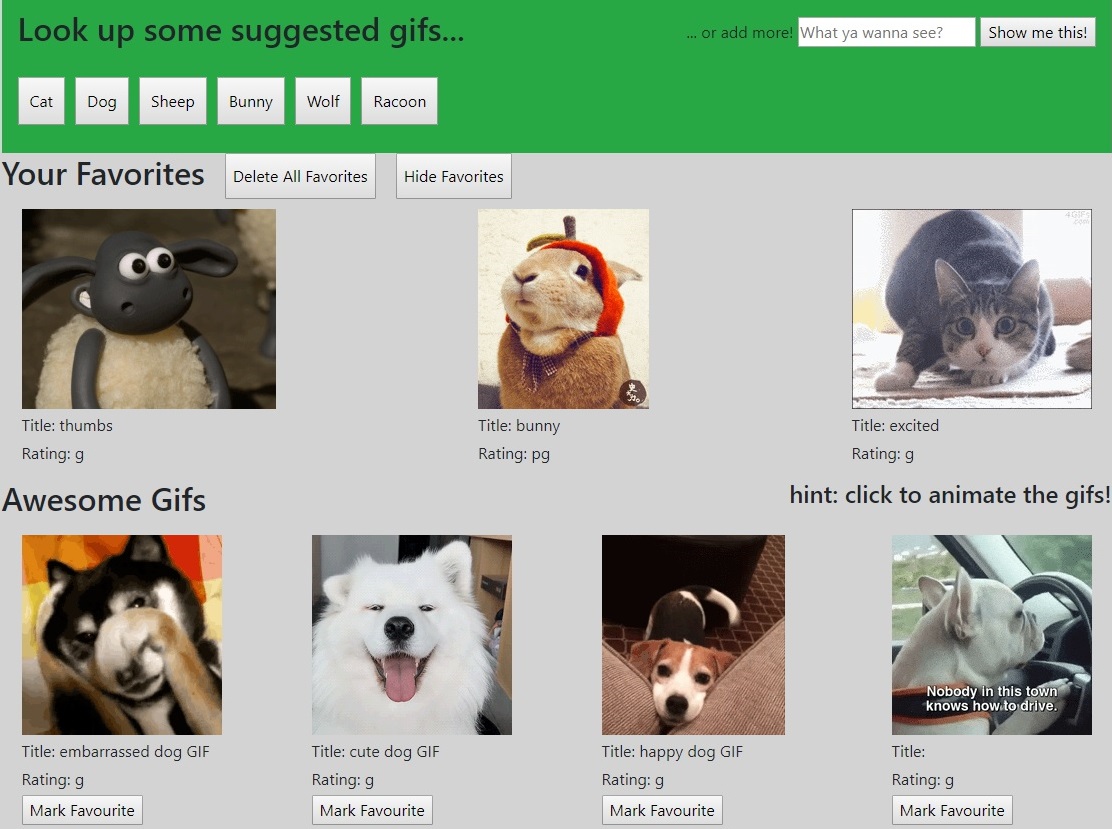 Look up some suggested gifs...
... or add more! What ya wanna see? Show me this!
Cat Dog Sheep Bunny Wolf Racoon
Your Favorites Delete All Favorites Hide Favorites
4GIFs
.com
Title: thumbs
Rating: g
Title: bunny
Rating: pg
Title: excited
Rating: g
Awesome Gifs
hint: click to animate the gifs!
Nobody in this town
knows how to drive.
Title: embarrassed dog GIF
Rating: g
Mark Favourite
Title: cute dog GIF
Rating: g
Mark Favourite
Title: happy dog GIF
Rating: g
Mark Favourite
Title:
Rating: g
Mark Favourite